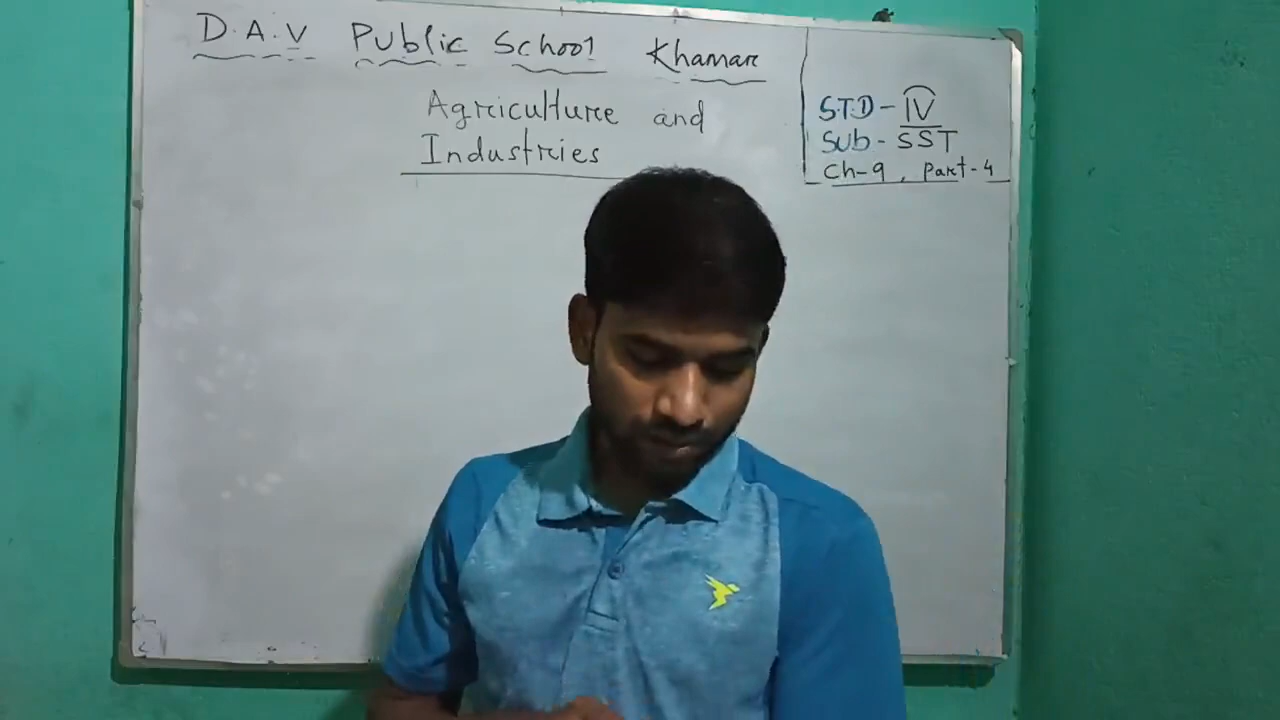 D.A.V Public School Khamar
Agriculture and
Industries
STD - IV
Sub - SST
Ch-9, Part-4